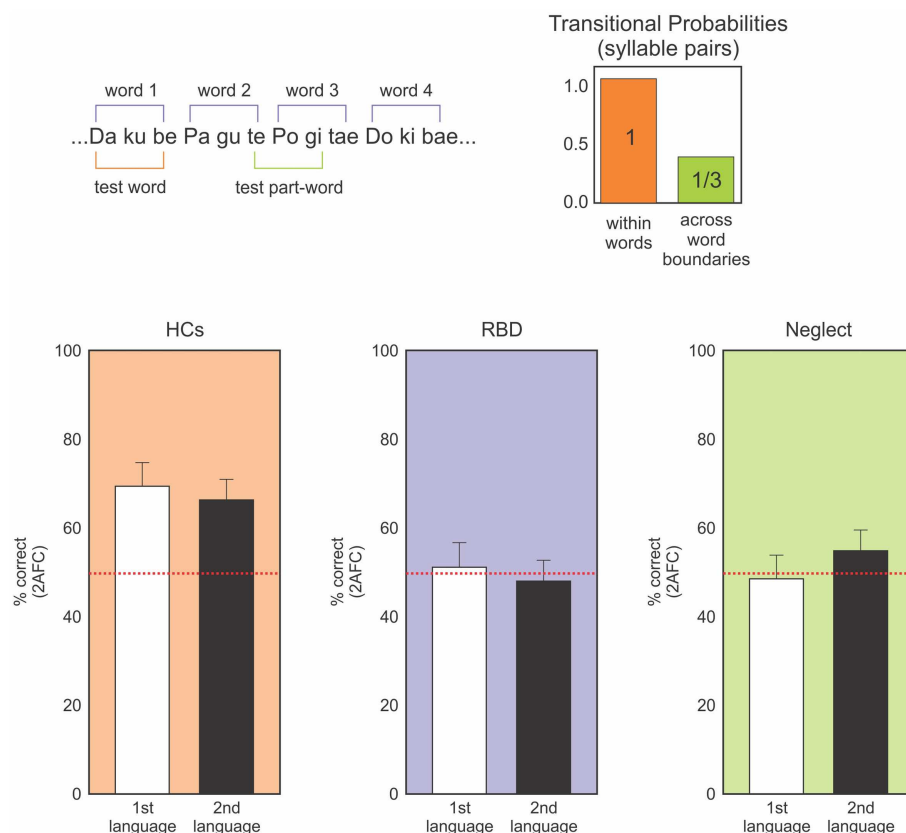 word 1 word 2 word 3 word 4
...Da ku be Pa gu te Po gi tae Do ki bae...
test word test part-word
Transitional Probabilities
(syllable pairs)
1.0
0.5
0.0
1
1/3
within
words
across
word
boundaries
HCs
100
80
60
40
20
0
% correct
(2AFC)
1st
language
2nd
language
RBD
100
80
60
40
20
0
% correct
(2AFC)
1st
language
2nd
language
Neglect
100
80
60
40
20
0
% correct
(2AFC)
1st
language
2nd
language